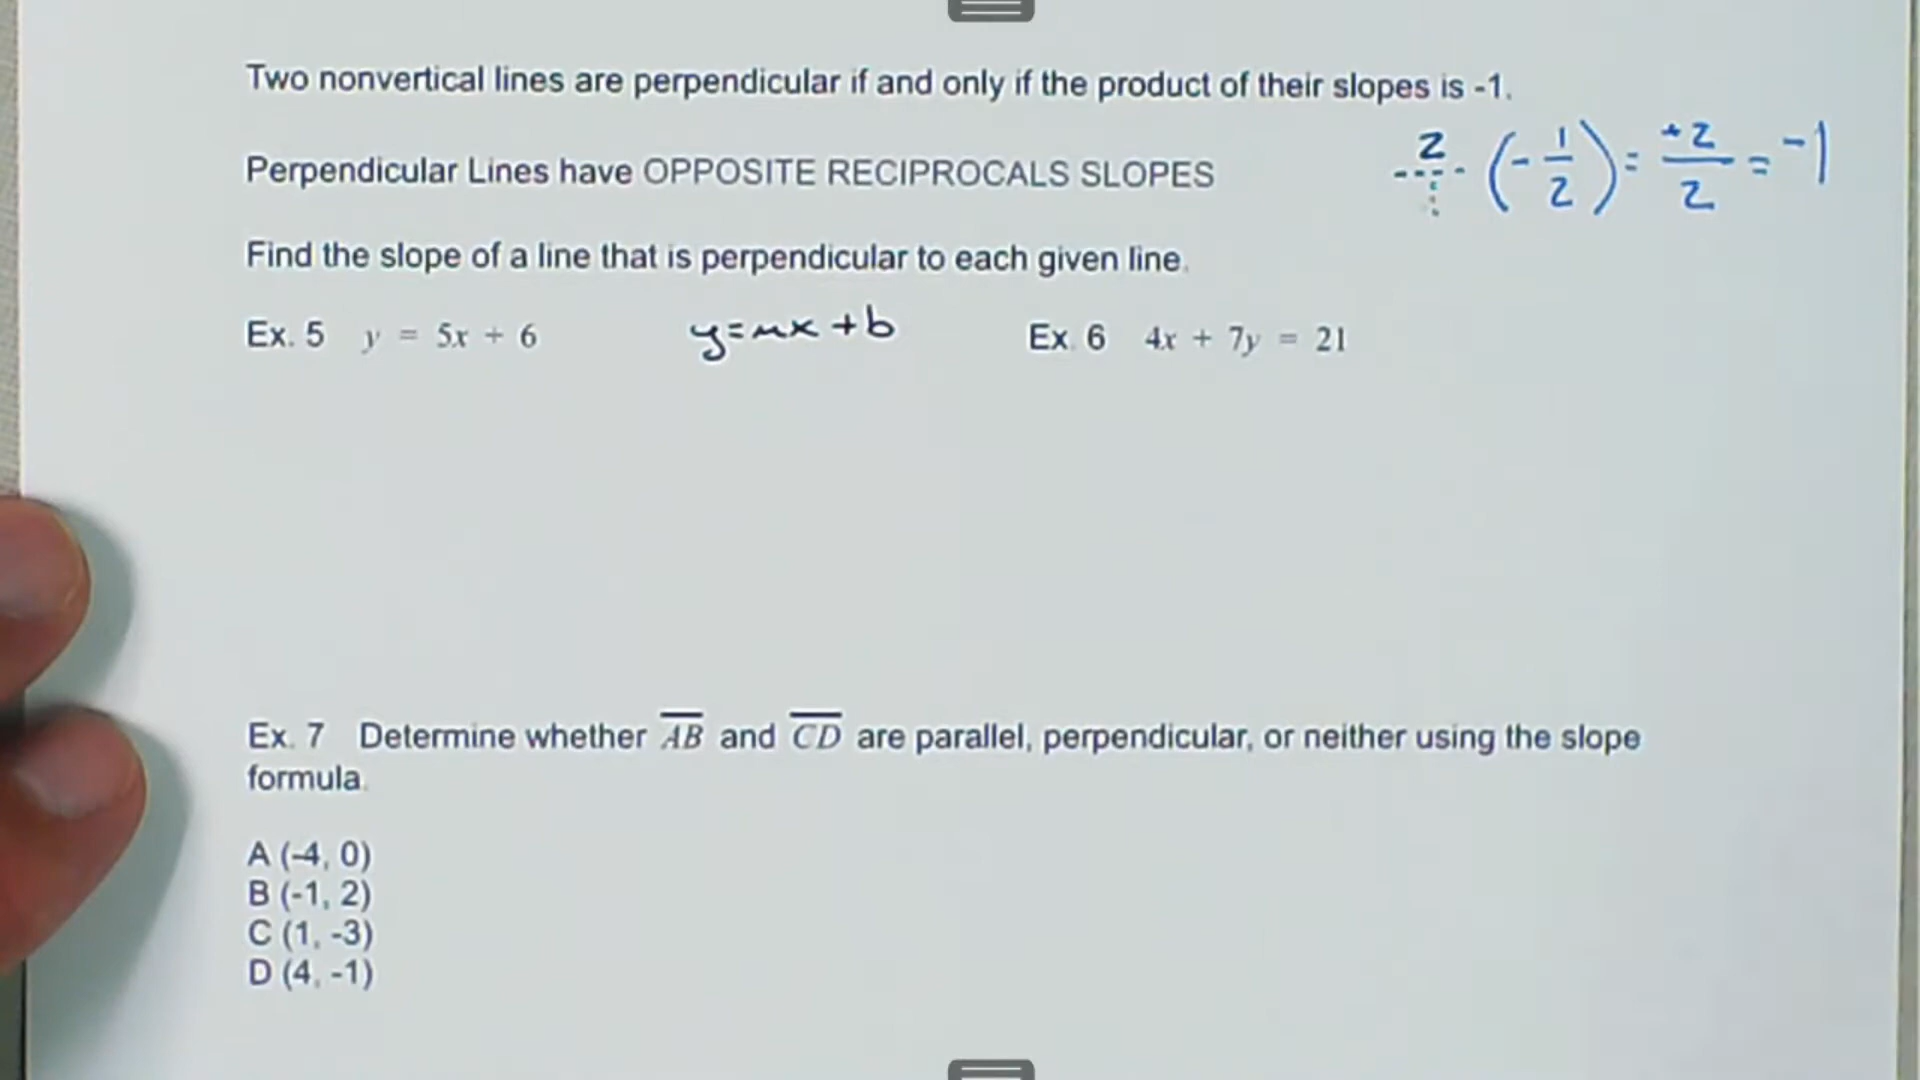 Two nonvertical lines are perpendicular if and only if the product of their slopes is -1.
Perpendicular Lines have OPPOSITE RECIPROCALS SLOPES
2/1 · (-1/2) = -2/2 = -1
Find the slope of a line that is perpendicular to each given line.
Ex. 5 y = 5x + 6 y=mx+b Ex. 6 4x + 7y = 21
Ex. 7 Determine whether A̅B̅ and C̅D̅ are parallel, perpendicular, or neither using the slope
formula.
A (-4, 0)
B (-1, 2)
C (1, -3)
D (4, -1)